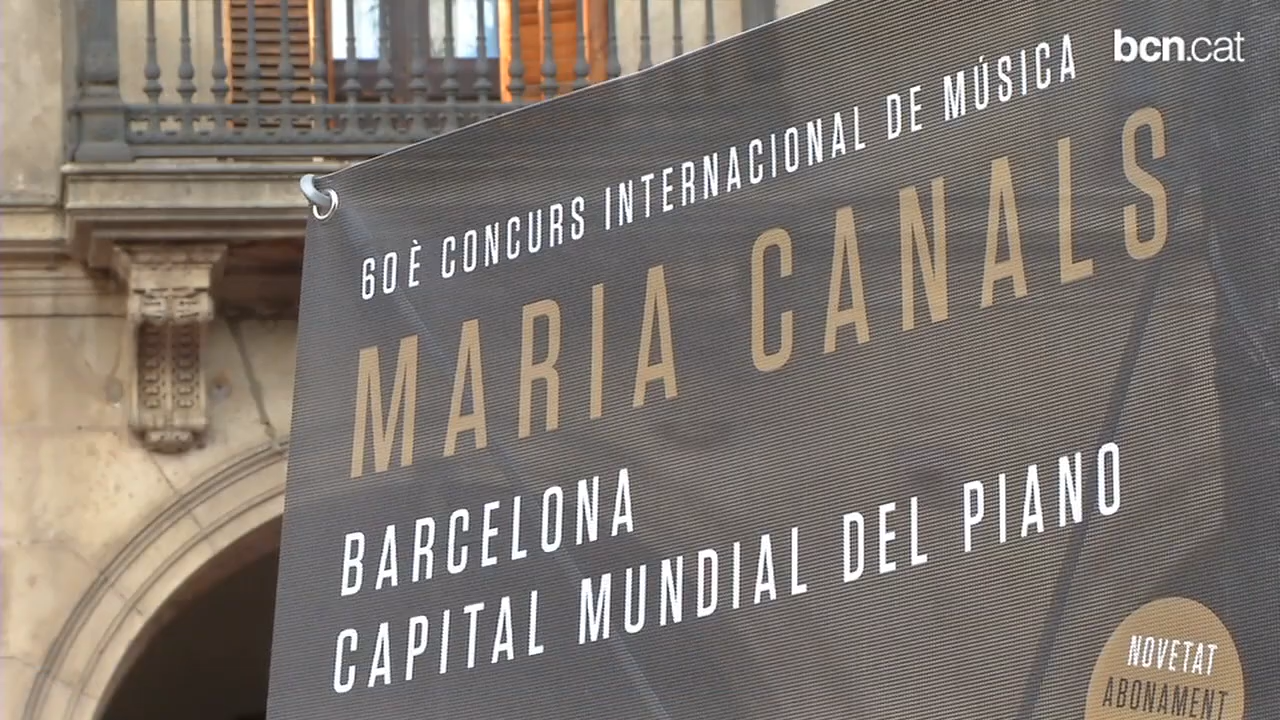 bcn.cat
60È CONCURS INTERNACIONAL DE MÚSICA
MARIA CANALS
BARCELONA
CAPITAL MUNDIAL DEL PIANO
NOVETAT
ABONAMENT